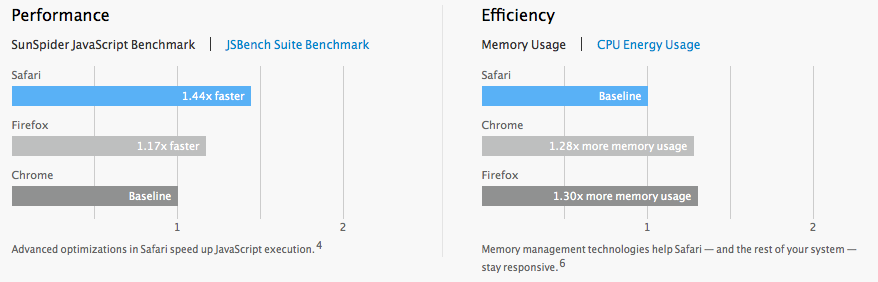 Performance
SunSpider JavaScript Benchmark | JSBench Suite Benchmark
Safari
1.44x faster
Firefox
1.17x faster
Chrome
Baseline
1 2
Advanced optimizations in Safari speed up JavaScript execution.4
Efficiency
Memory Usage | CPU Energy Usage
Safari
Baseline
Chrome
1.28x more memory usage
Firefox
1.30x more memory usage
1 2
Memory management technologies help Safari — and the rest of your system —
stay responsive.6